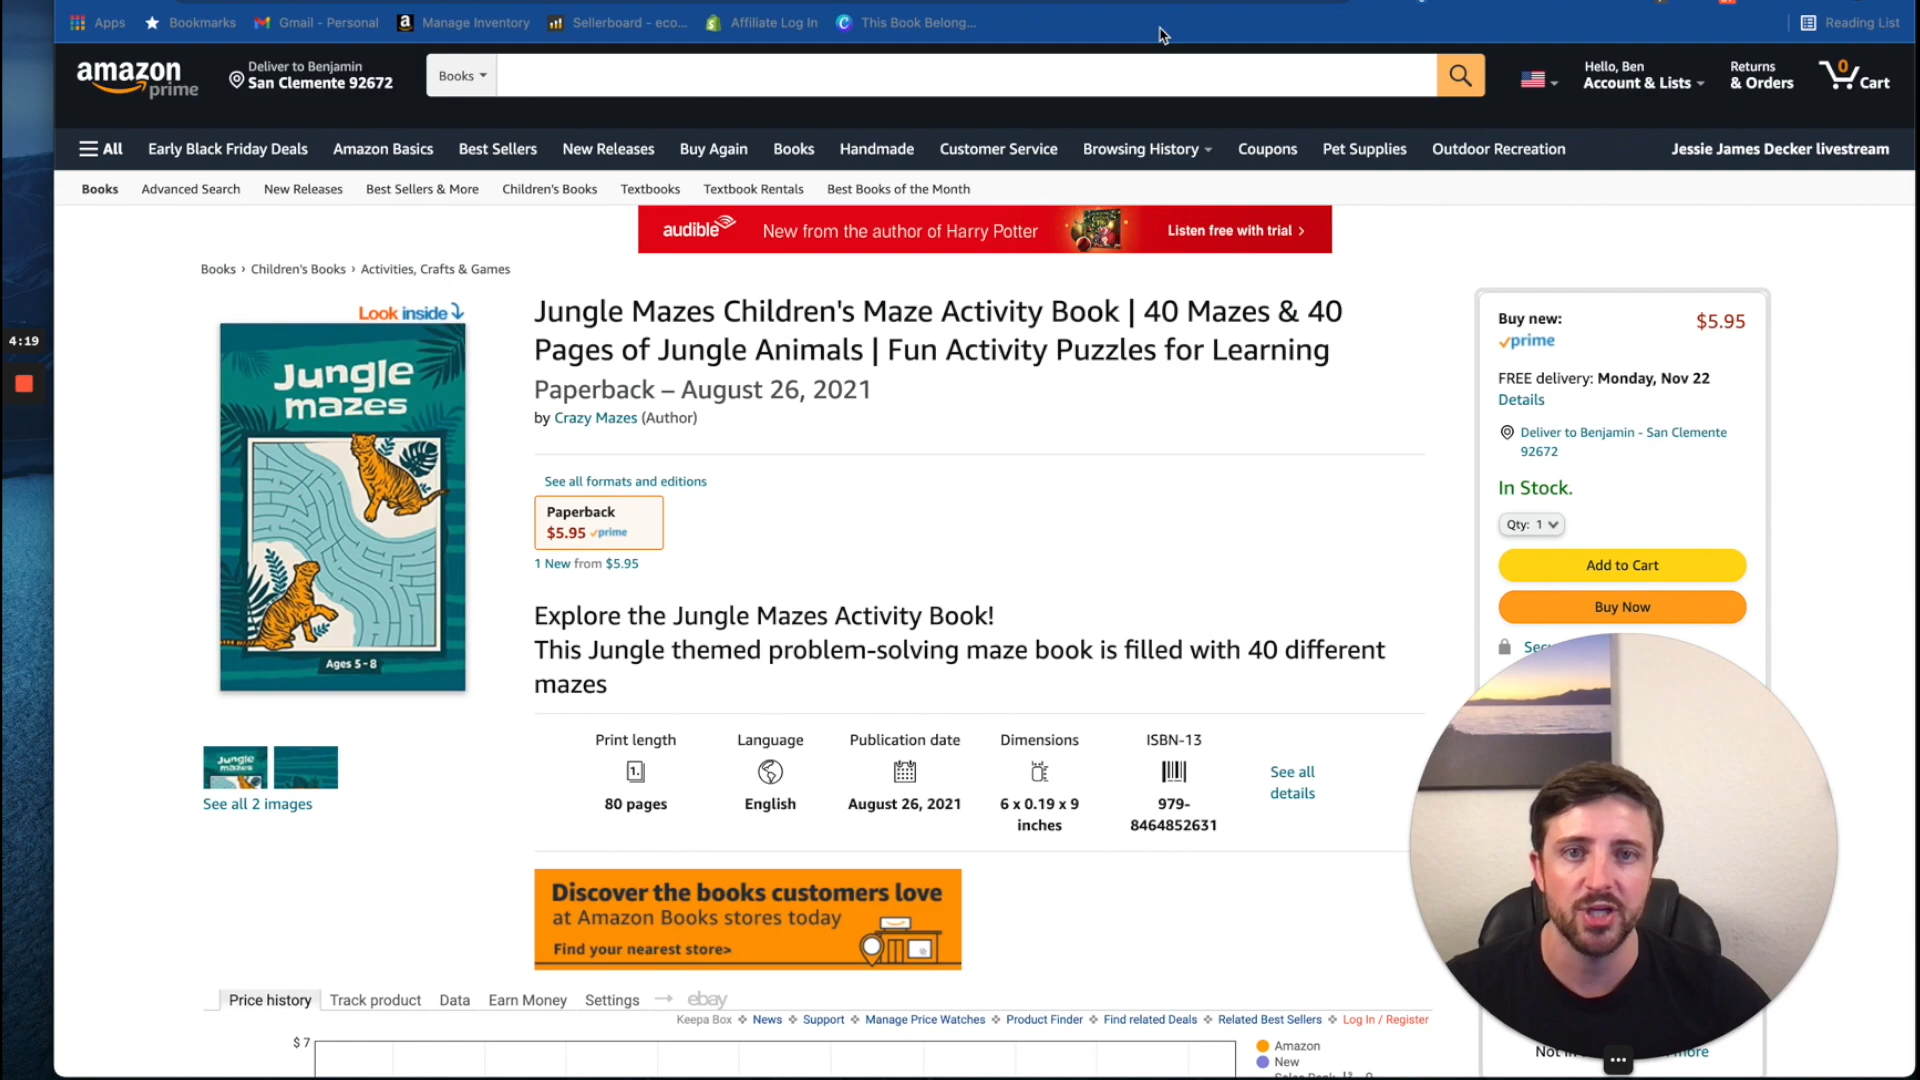 Apps
Bookmarks
Gmail - Personal
Manage Inventory
Sellerboard - eco...
Affiliate Log In
This Book Belong...
Reading List
amazon
prime
Deliver to Benjamin
San Clemente 92672
Books
Hello, Ben
Account & Lists
Returns
& Orders
0
Cart
All
Early Black Friday Deals
Amazon Basics
Best Sellers
New Releases
Buy Again
Books
Handmade
Customer Service
Browsing History
Coupons
Pet Supplies
Outdoor Recreation
Jessie James Decker livestream
Books
Advanced Search
New Releases
Best Sellers & More
Children's Books
Textbooks
Textbook Rentals
Best Books of the Month
audible
New from the author of Harry Potter
Listen free with trial ›
Books › Children's Books › Activities, Crafts & Games
4:19
Look inside
Jungle
mazes
Ages 5-8
Jungle
mazes
See all 2 images
Jungle Mazes Children's Maze Activity Book | 40 Mazes & 40
Pages of Jungle Animals | Fun Activity Puzzles for Learning
Paperback – August 26, 2021
by Crazy Mazes (Author)
See all formats and editions
Paperback
$5.95 prime
1 New from $5.95
Explore the Jungle Mazes Activity Book!
This Jungle themed problem-solving maze book is filled with 40 different
mazes
Print length
1.
80 pages
Language
English
Publication date
August 26, 2021
Dimensions
6 x 0.19 x 9
inches
ISBN-13
979-
8464852631
See all
details
Discover the books customers love
at Amazon Books stores today
Find your nearest store>
Price history
Track product
Data
Earn Money
Settings
ebay
Keepa Box
News
Support
Manage Price Watches
Product Finder
Find related Deals
Related Best Sellers
Log In / Register
$ 7
Amazon
New
Buy new:
$5.95
prime
FREE delivery: Monday, Nov 22
Details
Deliver to Benjamin - San Clemente
92672
In Stock.
Qty: 1
Add to Cart
Buy Now